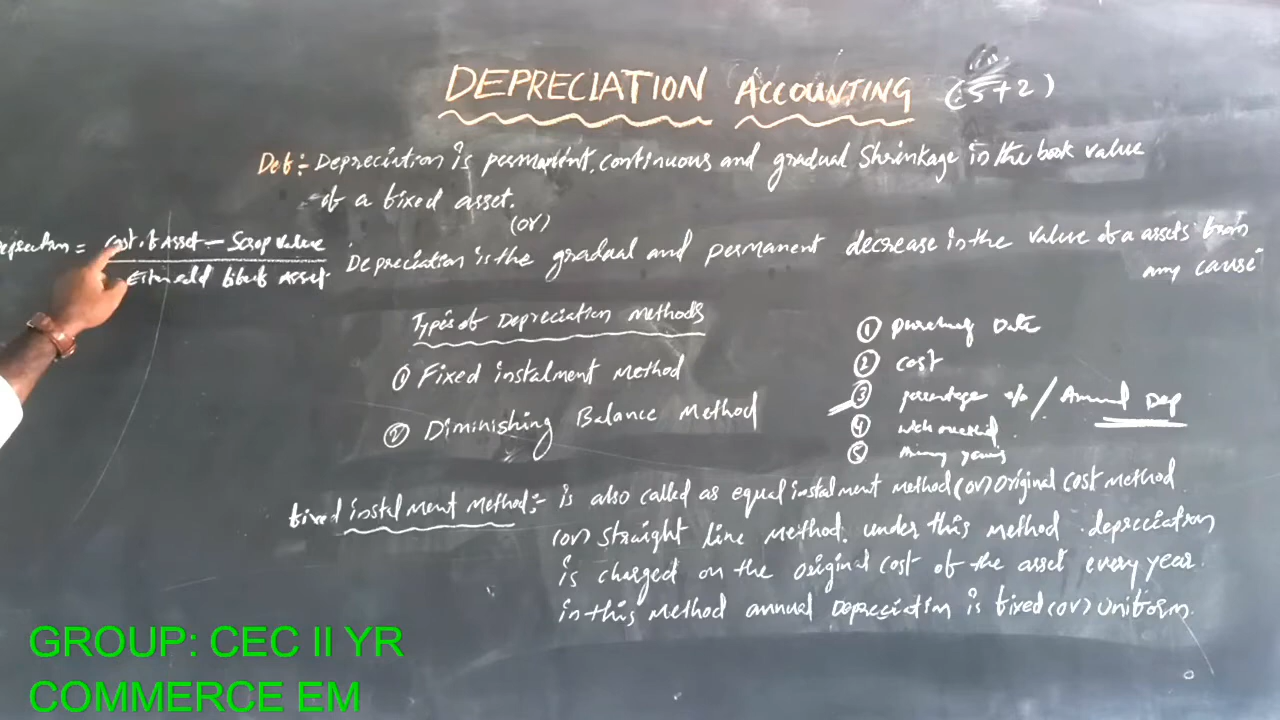 DEPRECIATION ACCOUNTING (5+2)
Def:- Depreciation is permanent, continuous and gradual Shrinkage in the book value
of a fixed asset.
(or)
Depreciation is the gradual and permanent decrease in the value of a assets from
any cause
= Cost of Asset - Scrap value
Asset
Types of Depreciation methods
① Fixed instalment method
② Diminishing Balance Method
① Date
② cost
③ percentage / Annual Dep
④
⑤
fixed instalment method:- is also called as equal instalment method (or) original cost method
(or) straight line method. under this method depreciation
is charged on the original cost of the asset every year.
in this method annual Depreciation is fixed (or) uniform.
GROUP: CEC II YR
COMMERCE EM